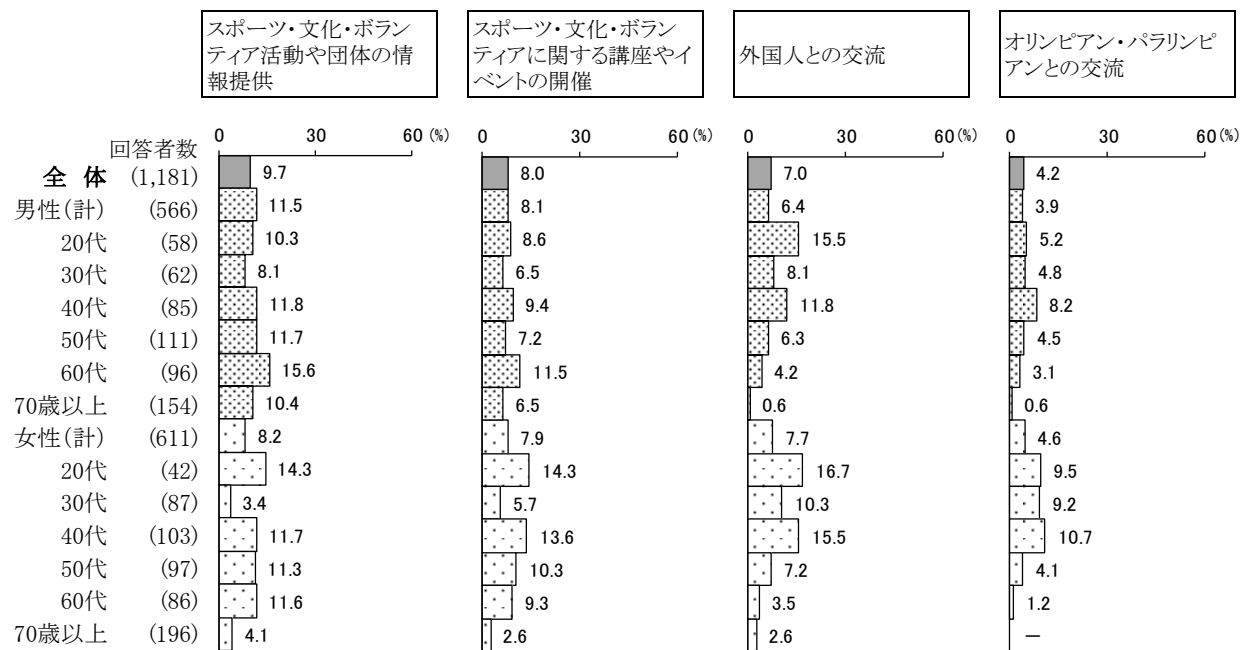 スポーツ・文化・ボラン
ティア活動や団体の情
報提供
スポーツ・文化・ボラン
ティアに関する講座やイ
ベントの開催
外国人との交流
オリンピアン・パラリンピ
アンとの交流
0 30 60 (%) 0 30 60 (%) 0 30 60 (%) 0 30 60 (%)
回答者数
全 体 (1,181) 9.7 8.0 7.0 4.2
男性(計) (566) 11.5 8.1 6.4 3.9
20代 (58) 10.3 8.6 15.5 5.2
30代 (62) 8.1 6.5 8.1 4.8
40代 (85) 11.8 9.4 11.8 8.2
50代 (111) 11.7 7.2 6.3 4.5
60代 (96) 15.6 11.5 4.2 3.1
70歳以上 (154) 10.4 6.5 0.6 0.6
女性(計) (611) 8.2 7.9 7.7 4.6
20代 (42) 14.3 14.3 16.7 9.5
30代 (87) 3.4 5.7 10.3 9.2
40代 (103) 11.7 13.6 15.5 10.7
50代 (97) 11.3 10.3 7.2 4.1
60代 (86) 11.6 9.3 3.5 1.2
70歳以上 (196) 4.1 2.6 2.6 －